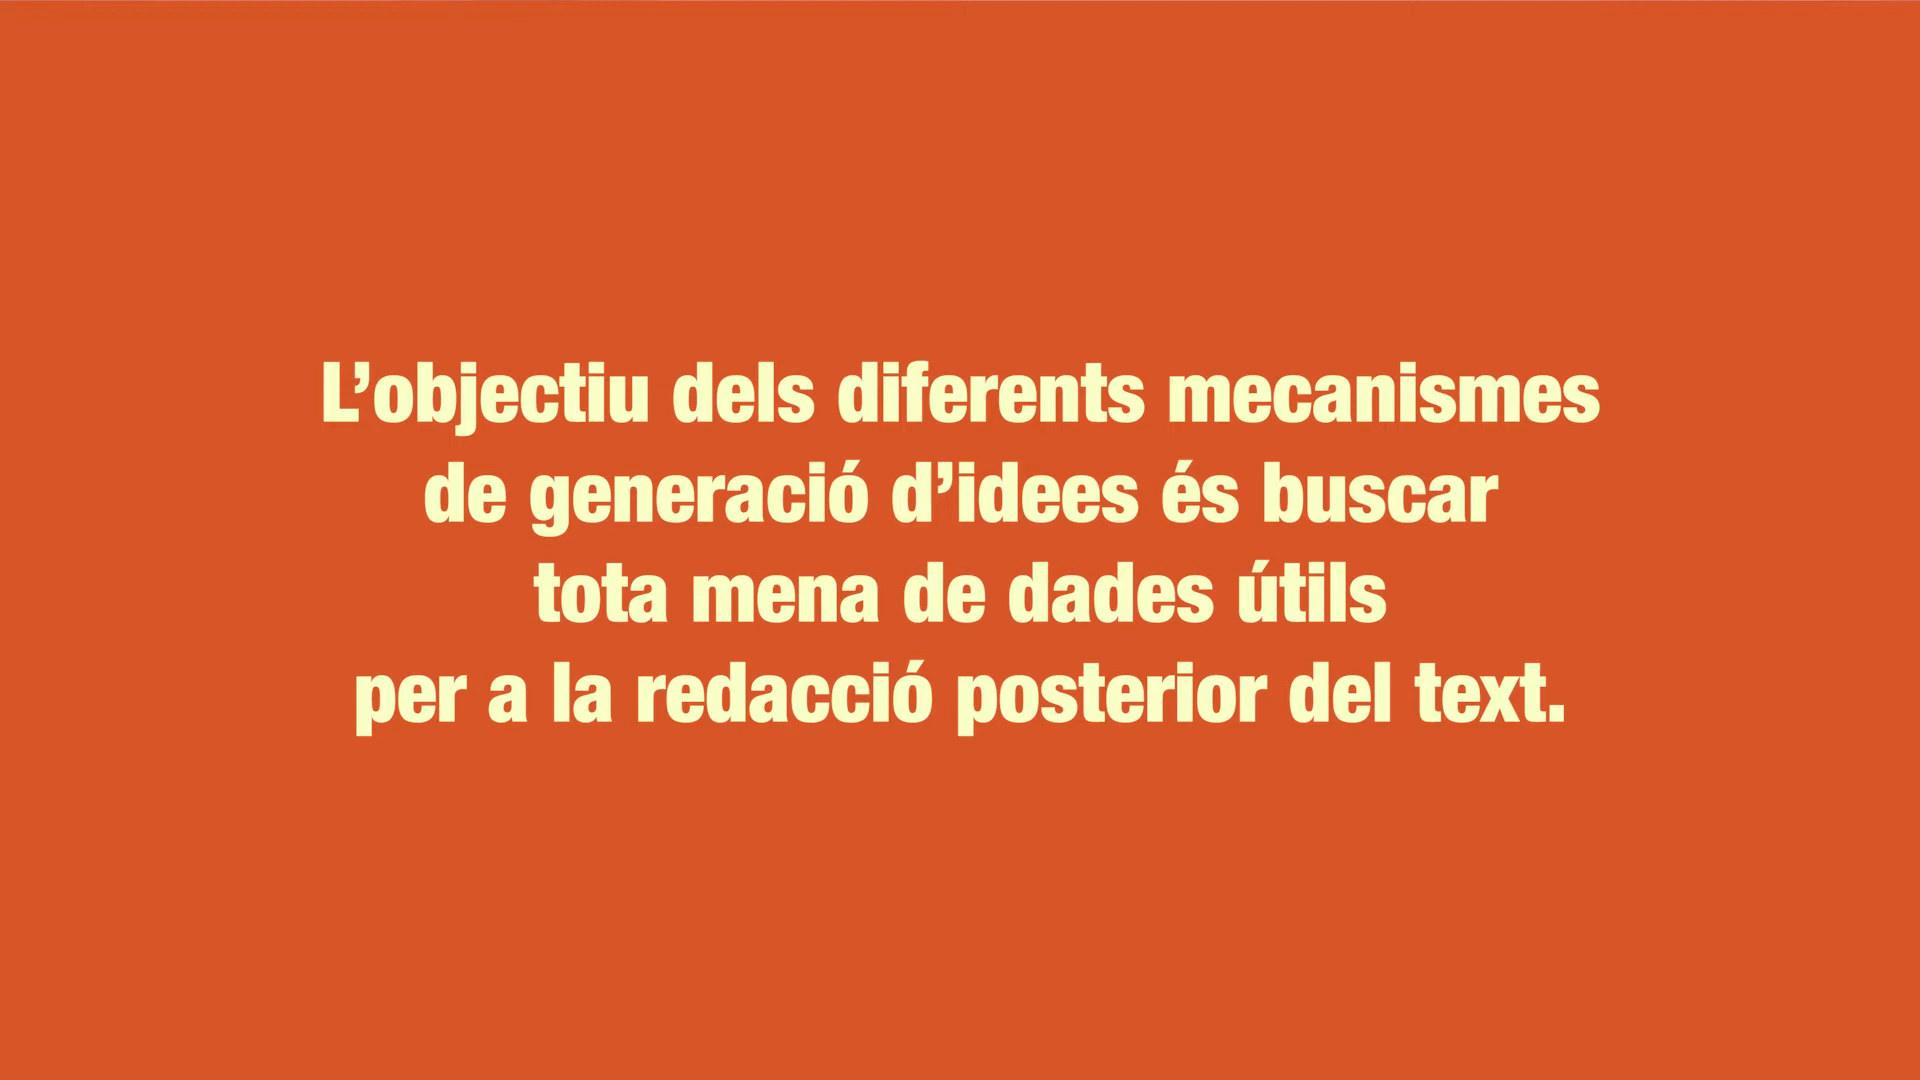 L’objectiu dels diferents mecanismes
de generació d’idees és buscar
tota mena de dades útils
per a la redacció posterior del text.